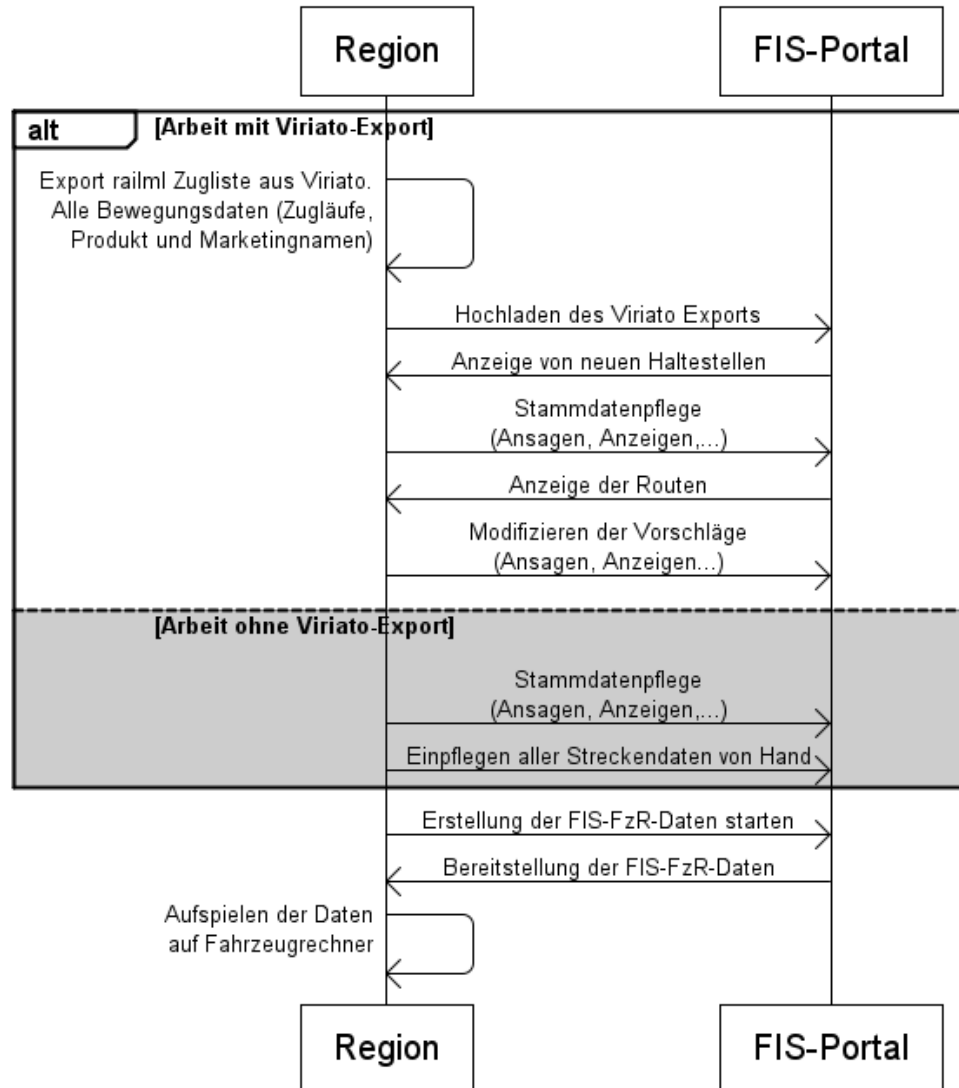 Region
FIS-Portal
alt
[Arbeit mit Viriato-Export]
Export railml Zugliste aus Viriato.
Alle Bewegungsdaten (Zugläufe,
Produkt und Marketingnamen)
Hochladen des Viriato Exports
Anzeige von neuen Haltestellen
Stammdatenpflege
(Ansagen, Anzeigen,...)
Anzeige der Routen
Modifizieren der Vorschläge
(Ansagen, Anzeigen...)
[Arbeit ohne Viriato-Export]
Stammdatenpflege
(Ansagen, Anzeigen,...)
Einpflegen aller Streckendaten von Hand
Erstellung der FIS-FzR-Daten starten
Bereitstellung der FIS-FzR-Daten
Aufspielen der Daten
auf Fahrzeugrechner
Region
FIS-Portal